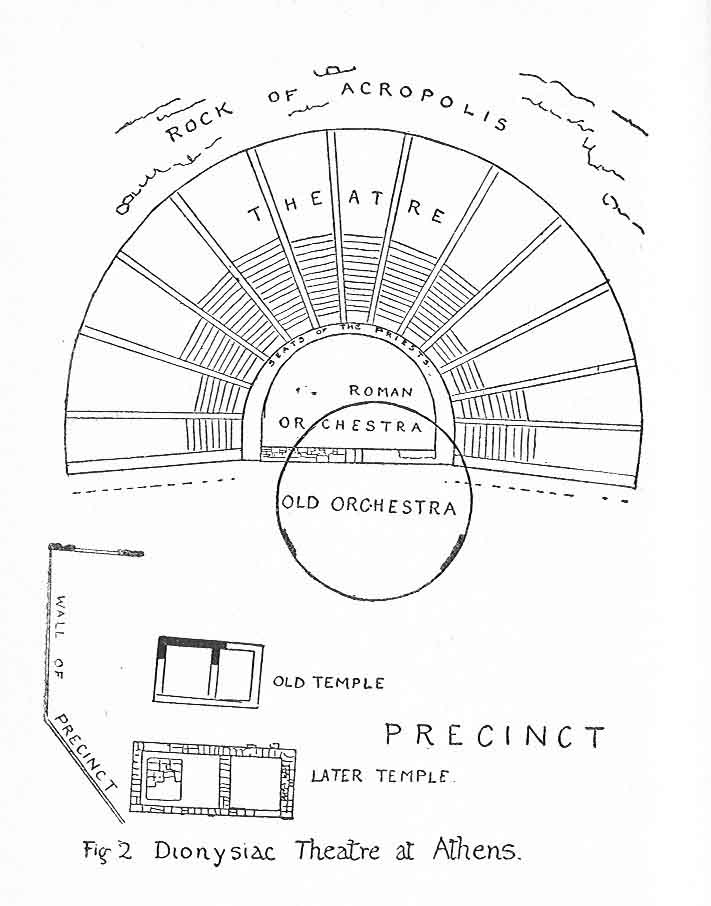 ROCK OF ACROPOLIS
THEATRE
SEATS OF THE PRIESTS
ROMAN
ORCHESTRA
OLD ORCHESTRA
WALL OF
PRECINCT
OLD TEMPLE
PRECINCT
LATER TEMPLE.
Fig 2 Dionysiac Theatre at Athens.